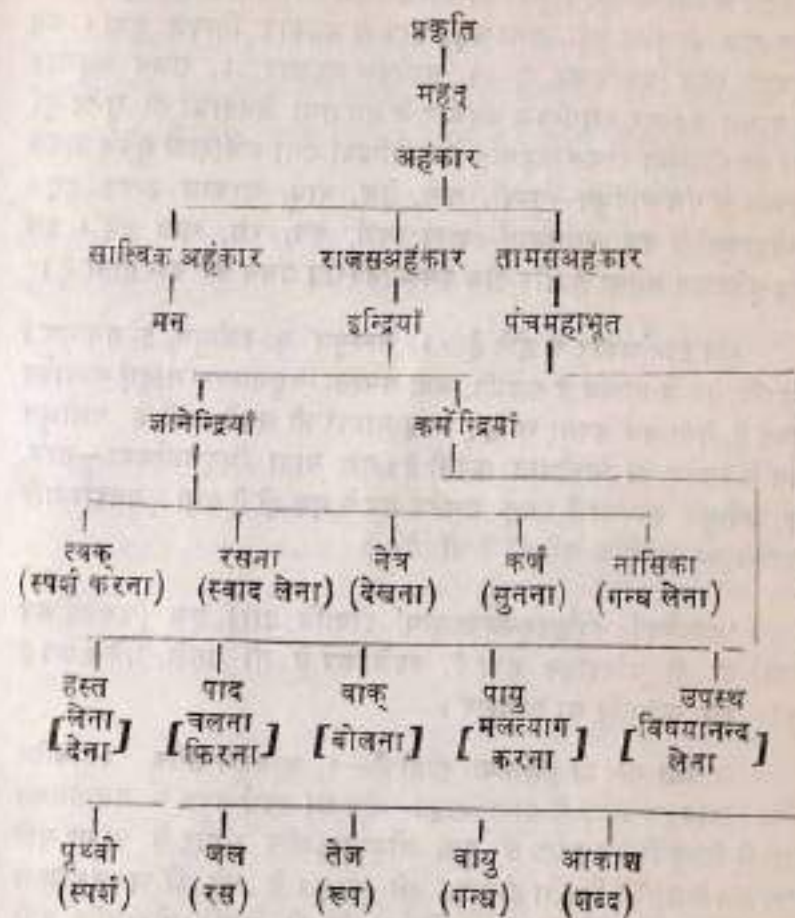 प्रकृति
महत्
अहंकार
सात्विक अहंकार राजसअहंकार तामसअहंकार
मन इन्द्रियाँ पंचमहाभूत
ज्ञानेन्द्रियां कर्मेन्द्रियां
त्वक् रसना नेत्र कर्ण नासिका
(स्पर्श करना) (स्वाद लेना) (देखना) (सुनना) (गन्ध लेना)
हस्त पाद वाक् पायु उपस्थ
[लेना देना] [चलना फिरना] [बोलना] [मलत्याग करना] [विषयानन्द लेना]
पृथ्वी जल तेज वायु आकाश
(स्पर्श) (रस) (रूप) (गन्ध) (शब्द)